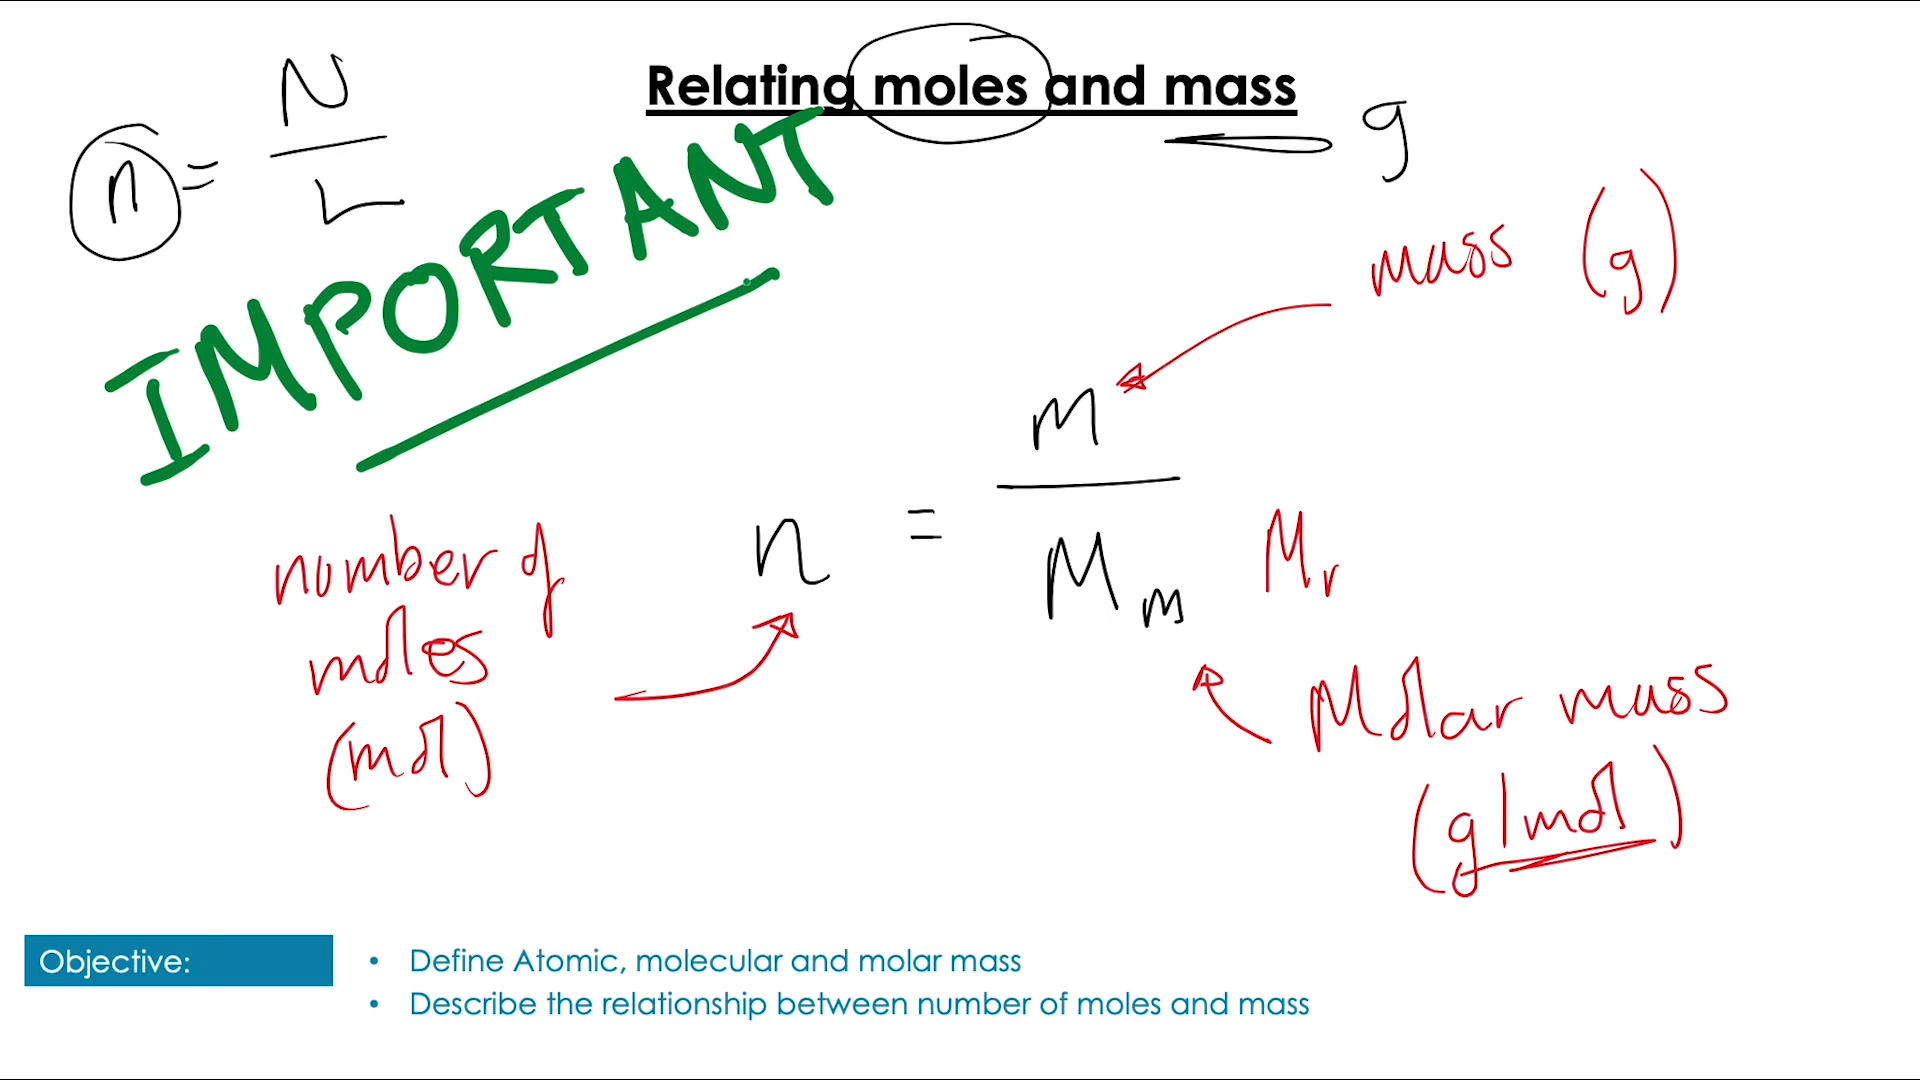 Relating moles and mass
n = N
L
g
IMPORTANT
mass (g)
n = m
Mm
Mr
number of
moles
(mol)
Molar mass
(g/mol)
Objective:
• Define Atomic, molecular and molar mass
• Describe the relationship between number of moles and mass